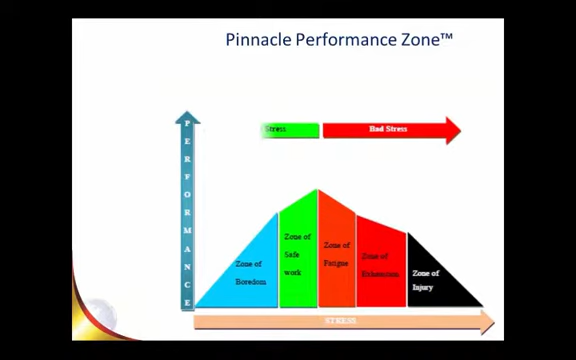 Pinnacle Performance Zone™
Stress
Bad Stress
PERFORMANCE
Zone of
Boredom
Zone of
Safe
work
Zone of
Fatigue
Zone of
Exhaustion
Zone of
Injury
STRESS